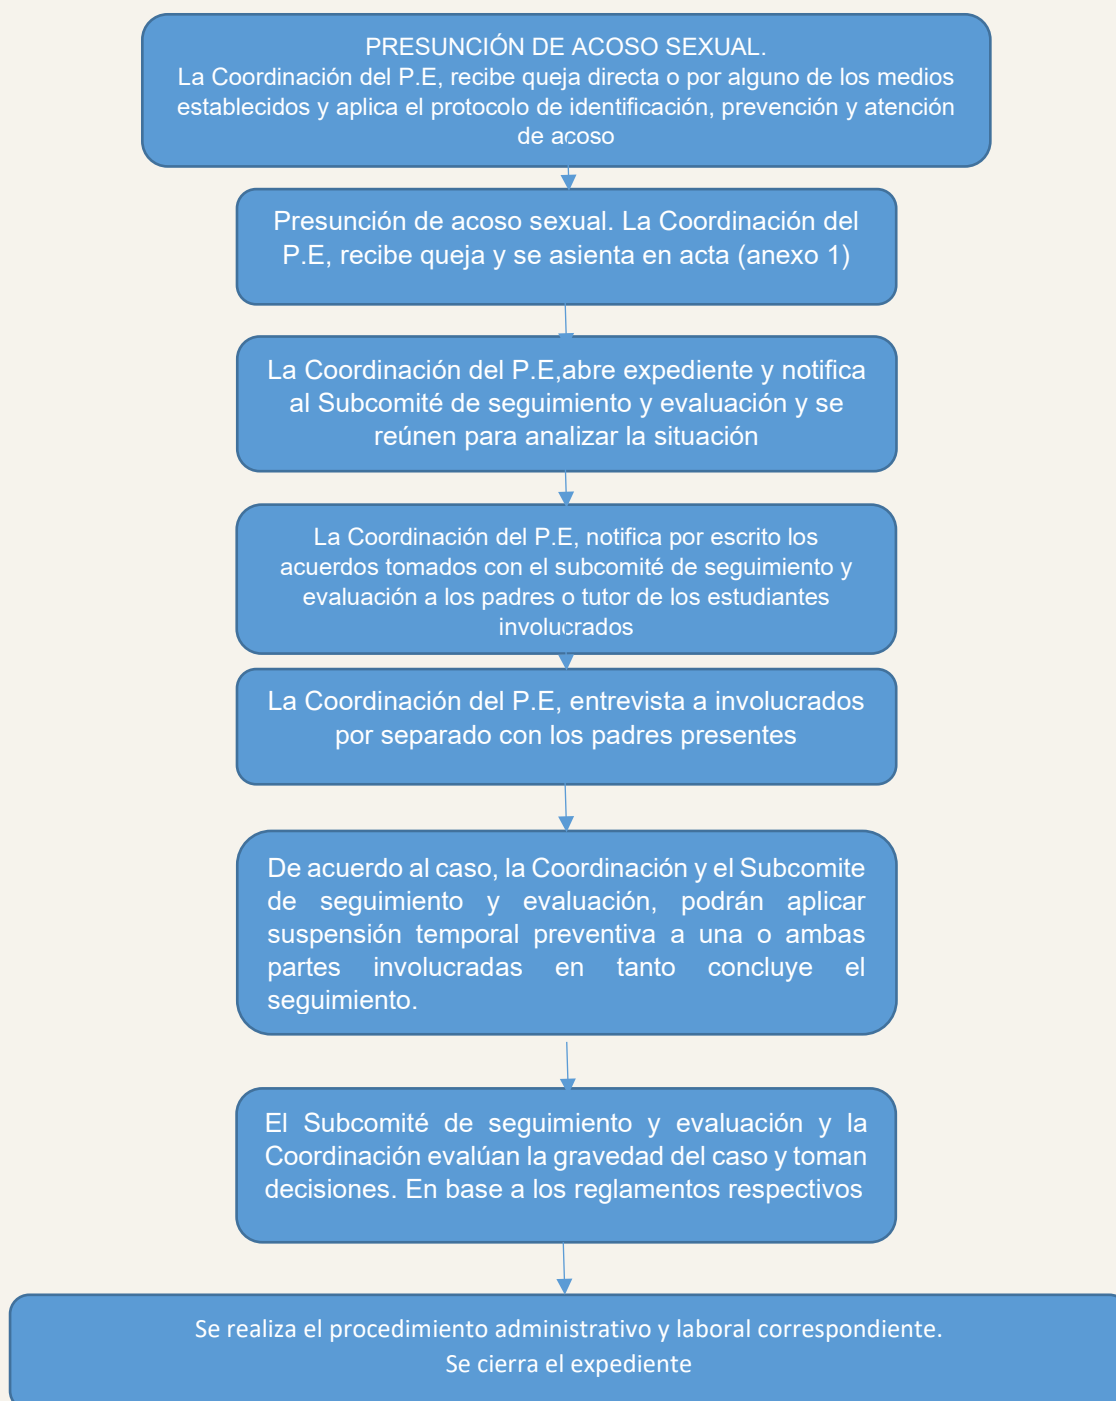 PRESUNCIÓN DE ACOSO SEXUAL.
La Coordinación del P.E, recibe queja directa o por alguno de los medios
establecidos y aplica el protocolo de identificación, prevención y atención
de acoso
Presunción de acoso sexual. La Coordinación del
P.E, recibe queja y se asienta en acta (anexo 1)
La Coordinación del P.E,abre expediente y notifica
al Subcomité de seguimiento y evaluación y se
reúnen para analizar la situación
La Coordinación del P.E, notifica por escrito los
acuerdos tomados con el subcomité de seguimiento y
evaluación a los padres o tutor de los estudiantes
involucrados
La Coordinación del P.E, entrevista a involucrados
por separado con los padres presentes
De acuerdo al caso, la Coordinación y el Subcomite
de seguimiento y evaluación, podrán aplicar
suspensión temporal preventiva a una o ambas
partes involucradas en tanto concluye el
seguimiento.
El Subcomité de seguimiento y evaluación y la
Coordinación evalúan la gravedad del caso y toman
decisiones. En base a los reglamentos respectivos
Se realiza el procedimiento administrativo y laboral correspondiente.
Se cierra el expediente